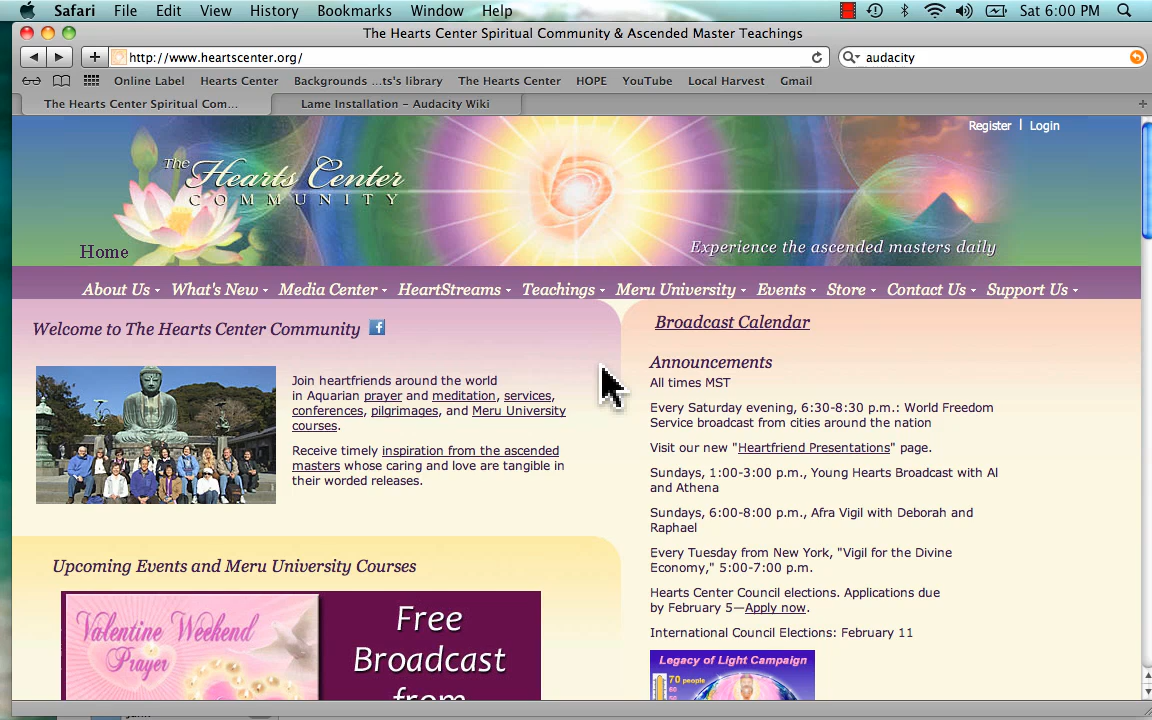 Safari File Edit View History Bookmarks Window Help Sat 6:00 PM
The Hearts Center Spiritual Community & Ascended Master Teachings
http://www.heartscenter.org/ audacity
Online Label Hearts Center Backgrounds ...ts's library The Hearts Center HOPE YouTube Local Harvest Gmail
The Hearts Center Spiritual Com... Lame Installation – Audacity Wiki
Register | Login
The Hearts Center
COMMUNITY
Home
Experience the ascended masters daily
About Us What's New Media Center HeartStreams Teachings Meru University Events Store Contact Us Support Us
Welcome to The Hearts Center Community
Join heartfriends around the world
in Aquarian prayer and meditation, services,
conferences, pilgrimages, and Meru University
courses.
Receive timely inspiration from the ascended
masters whose caring and love are tangible in
their worded releases.
Upcoming Events and Meru University Courses
Valentine Weekend
Prayer
Free
Broadcast
from
Broadcast Calendar
Announcements
All times MST
Every Saturday evening, 6:30-8:30 p.m.: World Freedom
Service broadcast from cities around the nation
Visit our new "Heartfriend Presentations" page.
Sundays, 1:00-3:00 p.m., Young Hearts Broadcast with Al
and Athena
Sundays, 6:00-8:00 p.m., Afra Vigil with Deborah and
Raphael
Every Tuesday from New York, "Vigil for the Divine
Economy," 5:00-7:00 p.m.
Hearts Center Council elections. Applications due
by February 5—Apply now.
International Council Elections: February 11
Legacy of Light Campaign
70 people